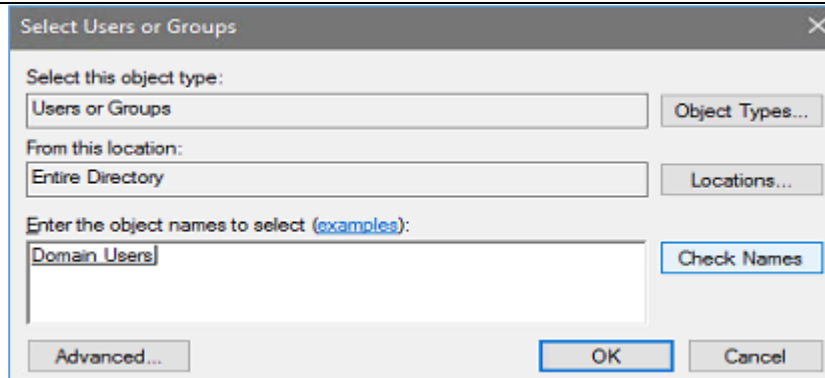 Select Users or Groups
Select this object type:
Users or Groups
Object Types...
From this location:
Entire Directory
Locations...
Enter the object names to select (examples):
Domain Users
Check Names
Advanced...
OK
Cancel